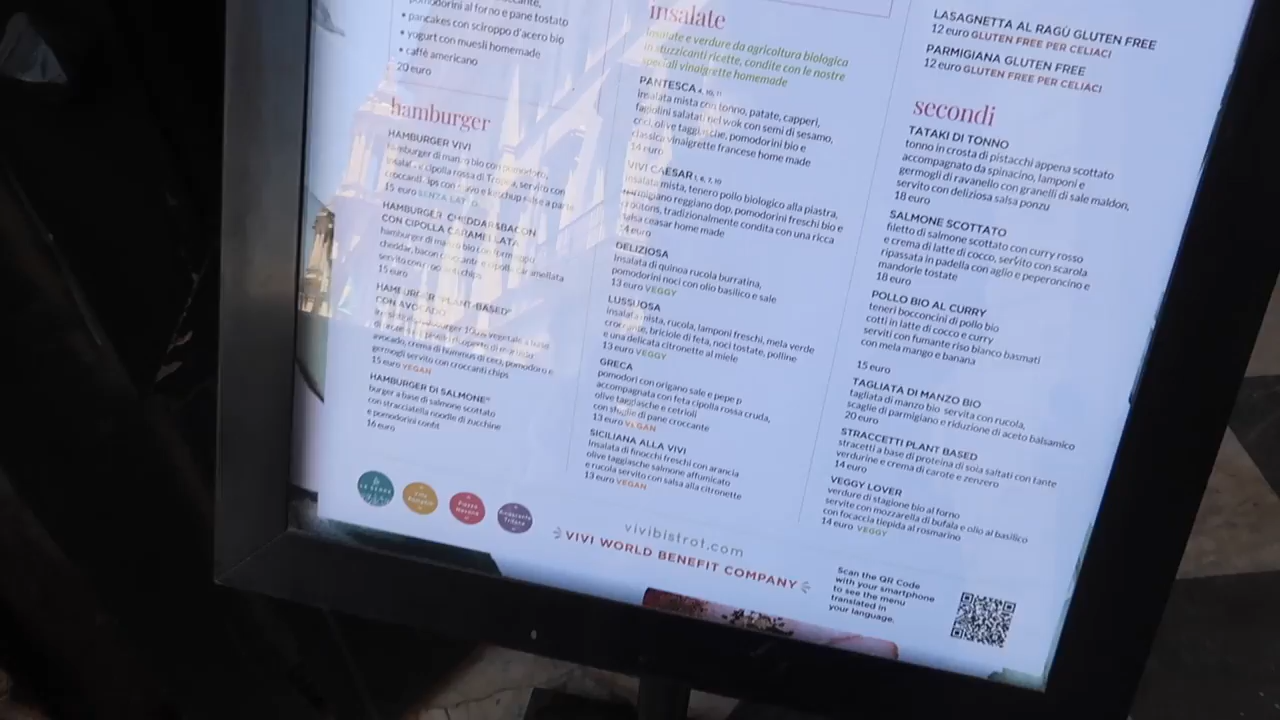 pomodorini al forno e pane tostato
• pancakes con sciroppo d'acero bio
• yogurt con muesli homemade
• caffè americano
20 euro
hamburger
HAMBURGER VIVI
hamburger di manzo bio con pomodoro,
insalata e cipolla rossa di Tropea, servito con
croccanti chips con e ketchup salse a parte
15 euro SENZA LATTO
HAMBURGER CHEDDAR&BACON
CON CIPOLLA CARAMELLATA
hamburger di manzo bio con formaggio
cheddar, bacon croccante e cipolla caramellata
servito con croccanti chips
15 euro
HAMBURGER "PLANT-BASED"
CON AVOCADO
burger 100% vegetale a base
avocado, crema di hummus di ceci, pomodoro e
germogli servito con croccanti chips
15 euro VEGAN
HAMBURGER DI SALMONE*
burger a base di salmone scottato
con stracciatella noodle di zucchine
e pomodorini confit
16 euro
insalate
Insalate e verdure da agricoltura biologica
in stuzzicanti ricette, condite con le nostre
speciali vinaigrette homemade
PANTESCA 4, 10, 11
insalata mista con tonno, patate, capperi,
fagiolini saltati nel wok con semi di sesamo,
ceci, olive taggiasche, pomodorini bio e
classica vinaigrette francese home made
14 euro
VIVI CAESAR 1, 6, 7, 10
insalata mista, tenero pollo biologico alla piastra,
parmigiano reggiano dop, pomodorini freschi bio e
croutons, tradizionalmente condita con una ricca
salsa ceasar home made
14 euro
DELIZIOSA
Insalata di quinoa rucola burratina,
pomodorini noci con olio basilico e sale
13 euro VEGGY
LUSSUOSA
insalata mista, rucola, lamponi freschi, mela verde
croccante, briciole di feta, noci tostate, polline
e una delicata citronette al miele
13 euro VEGGY
GRECA
pomodori con origano sale e pepe
accompagnata con feta cipolla rossa cruda,
olive taggiasche e cetrioli
con sfoglie di pane croccante
13 euro VEGAN
SICILIANA ALLA VIVI
Insalata di finocchi freschi con arancia
olive taggiasche salmone affumicato
e rucola servito con salsa alla citronette
13 euro VEGAN
LASAGNETTA AL RAGÙ GLUTEN FREE
12 euro GLUTEN FREE PER CELIACI
PARMIGIANA GLUTEN FREE
12 euro GLUTEN FREE PER CELIACI
secondi
TATAKI DI TONNO
tonno in crosta di pistacchi appena scottato
accompagnato da spinacino, lamponi e
germogli di ravanello con granelli di sale maldon,
servito con deliziosa salsa ponzu
18 euro
SALMONE SCOTTATO
filetto di salmone scottato con curry rosso
e crema di latte di cocco, servito con scarola
ripassata in padella con aglio e peperoncino e
mandorle tostate
18 euro
POLLO BIO AL CURRY
teneri bocconcini di pollo bio
cotti in latte di cocco e curry
serviti con fumante riso bianco basmati
con mela mango e banana
15 euro
TAGLIATA DI MANZO BIO
tagliata di manzo bio servita con rucola,
scaglie di parmigiano e riduzione di aceto balsamico
20 euro
STRACCETTI PLANT BASED
stracetti a base di proteina di soia saltati con tante
verdurine e crema di carote e zenzero
14 euro
VEGGY LOVER
verdure di stagione bio al forno
servite con mozzarella di bufala e olio al basilico
con focaccia tiepida al rosmarino
14 euro VEGGY
vivibistrot.com
VIVI WORLD BENEFIT COMPANY
Scan the QR Code
with your smartphone
to see the menu
translated in
your language.